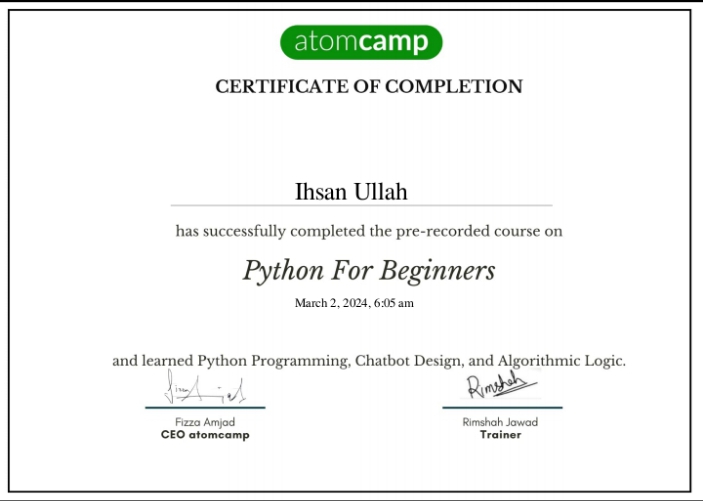 atomcamp
CERTIFICATE OF COMPLETION
Ihsan Ullah
has successfully completed the pre-recorded course on
Python For Beginners
March 2, 2024, 6:05 am
and learned Python Programming, Chatbot Design, and Algorithmic Logic.
Rimshah
Fizza Amjad
CEO atomcamp
Rimshah Jawad
Trainer